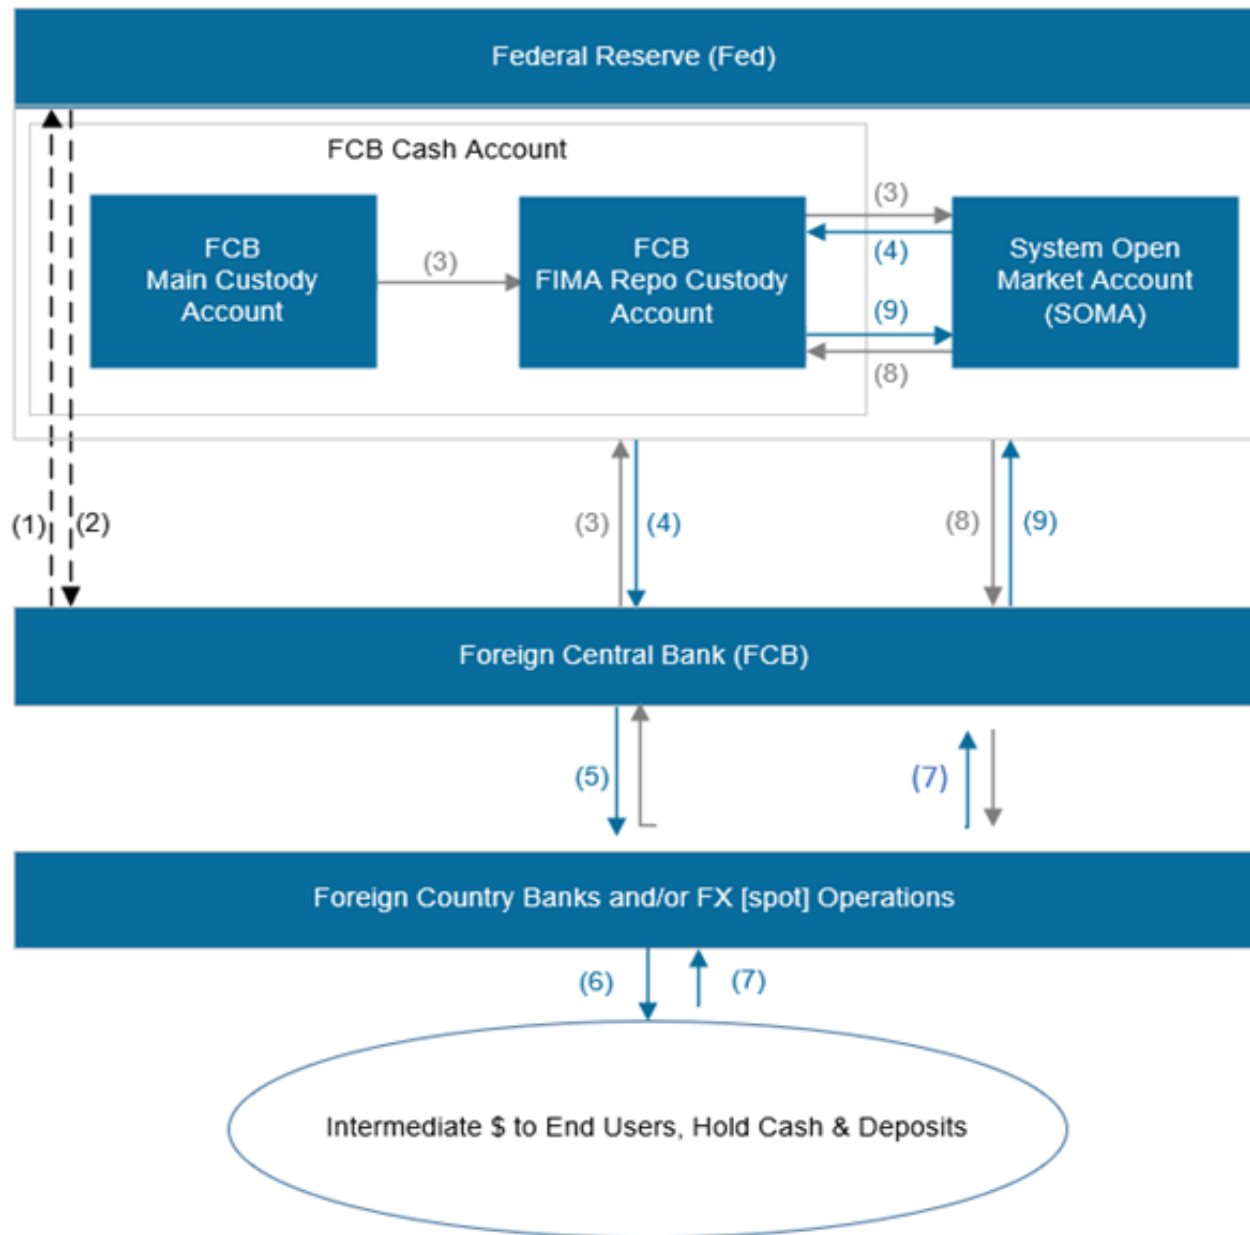 Federal Reserve (Fed)
FCB Cash Account
FCB
Main Custody
Account
(3)
FCB
FIMA Repo Custody
Account
(3)
(4)
(9)
(8)
System Open
Market Account
(SOMA)
(1)
(2)
(3)
(4)
(8)
(9)
Foreign Central Bank (FCB)
(5)
(7)
Foreign Country Banks and/or FX [spot] Operations
(6)
(7)
Intermediate $ to End Users, Hold Cash & Deposits